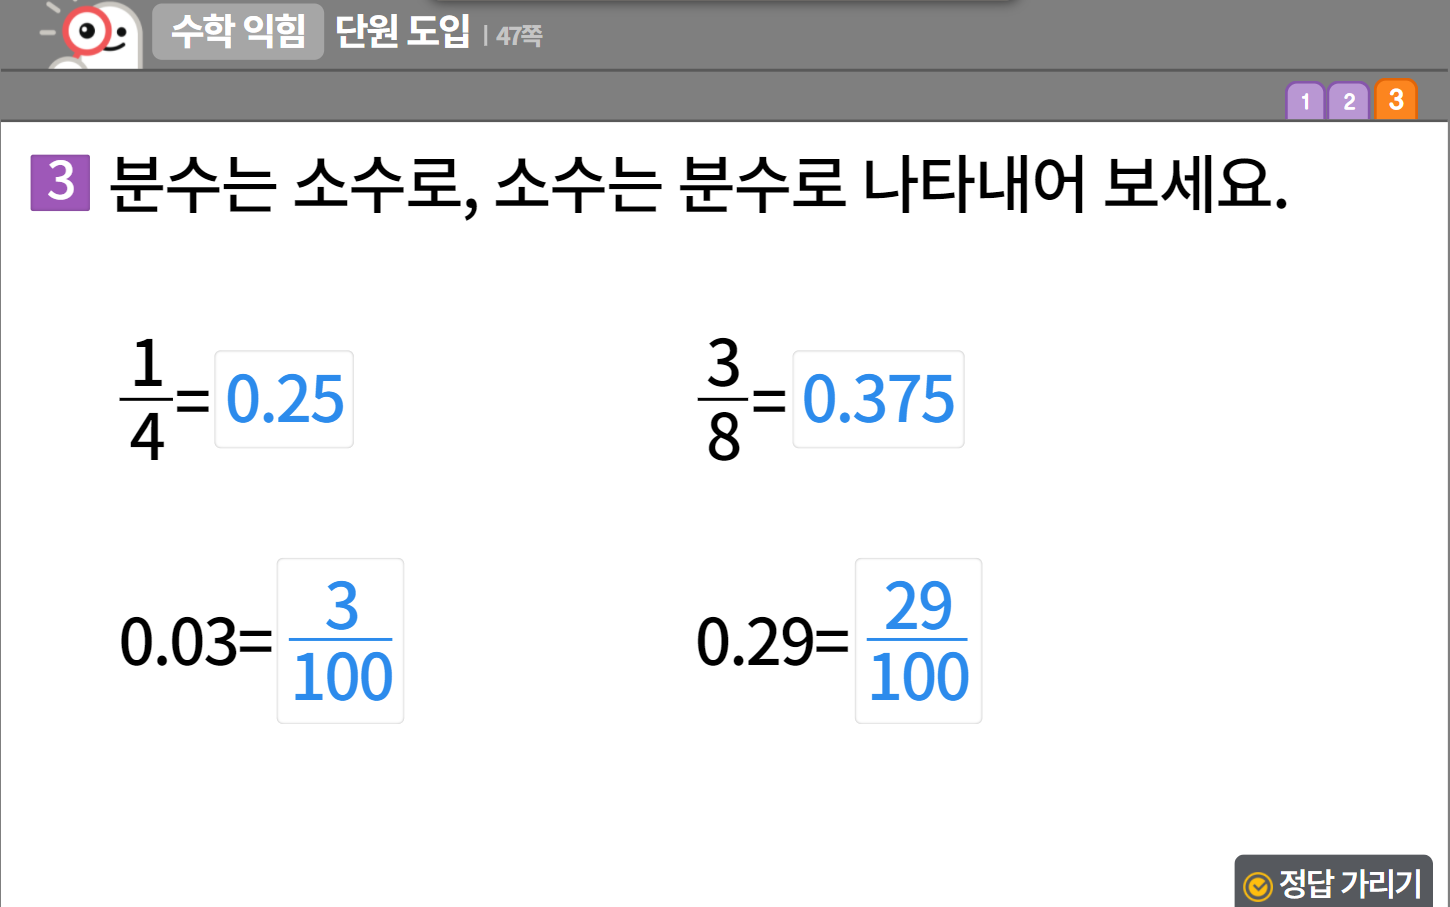 수학 익힘 단원 도입 | 47쪽
1 2 3
3 분수는 소수로, 소수는 분수로 나타내어 보세요.
1/4 = 0.25
3/8 = 0.375
0.03 = 3/100
0.29 = 29/100
정답 가리기